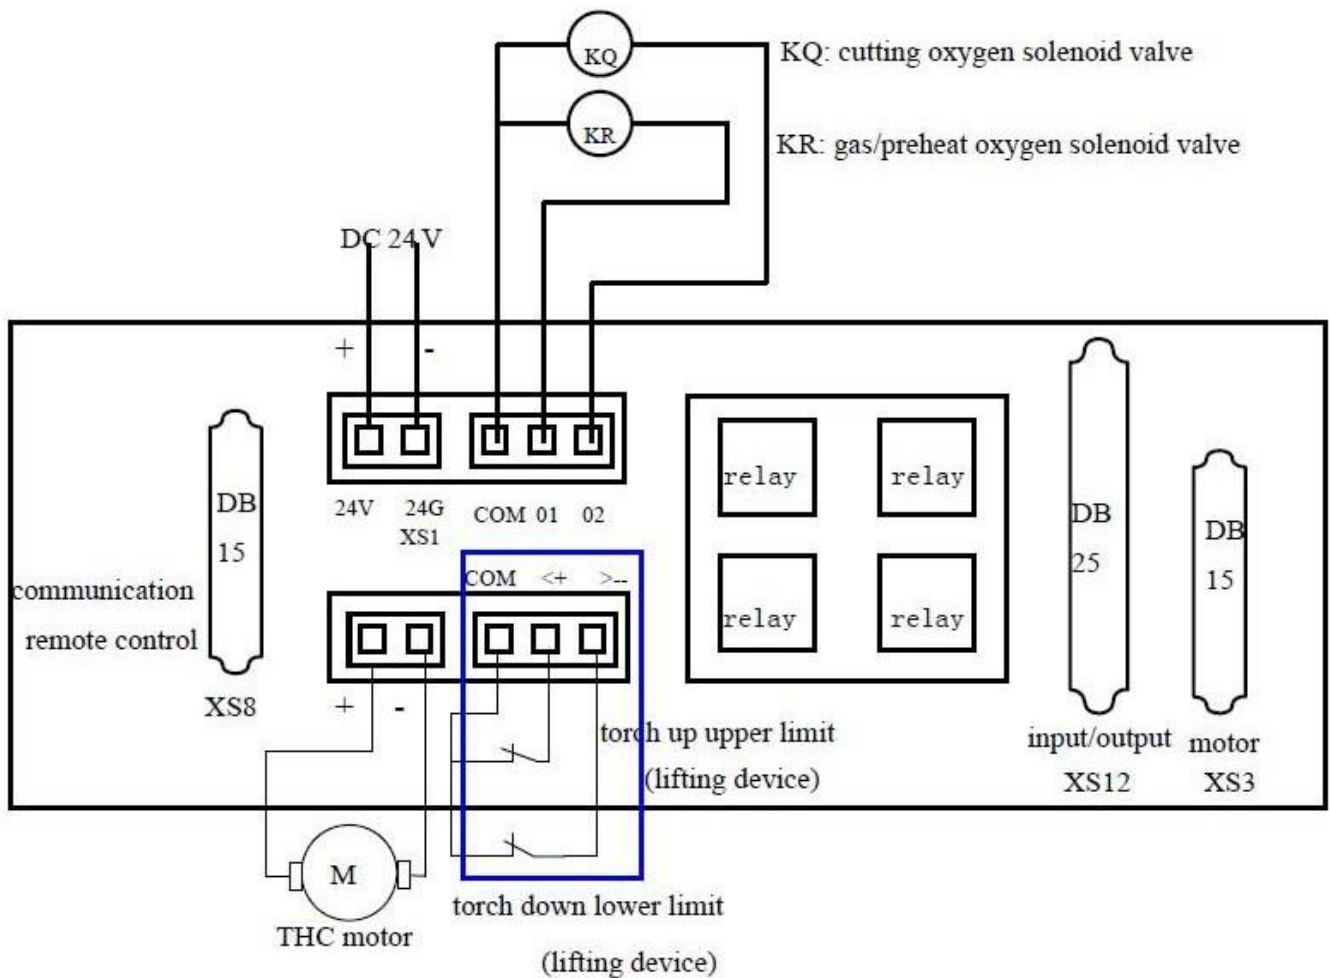 KQ
KQ: cutting oxygen solenoid valve
KR
KR: gas/preheat oxygen solenoid valve
DC 24V
+ -
24V 24G COM 01 02
XS1
relay relay
relay relay
DB
15
communication
remote control
XS8
COM <+ >--
+ -
torch up upper limit
(lifting device)
DB
25
input/output
XS12
DB
15
motor
XS3
M
THC motor
torch down lower limit
(lifting device)